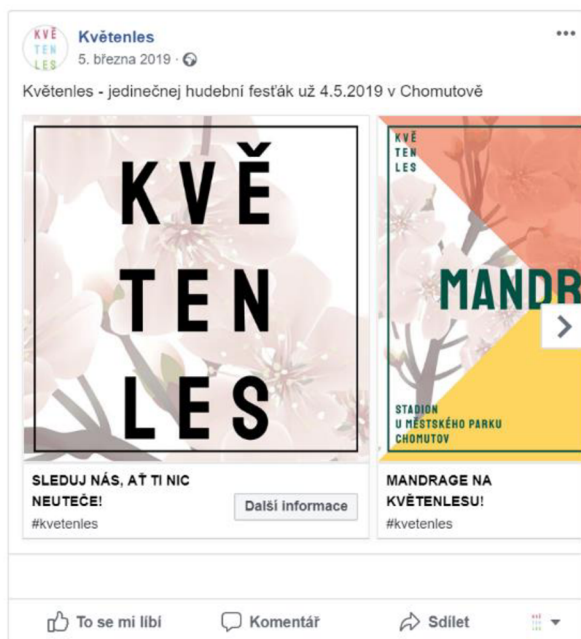 KVĚ
TEN
LES
Květenles
5. března 2019
Květenles - jedinečnej hudební fesťák už 4.5.2019 v Chomutově
KVĚ
TEN
LES
SLEDUJ NÁS, AŤ TI NIC
NEUTEČE!
#kvetenles
Další informace
KVĚ
TEN
LES
MANDR
STADION
U MĚSTSKÉHO PARKU
CHOMUTOV
MANDRAGE NA
KVĚTENLESU!
#kvetenles
To se mi líbí
Komentář
Sdílet